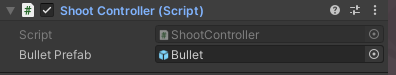 Shoot Controller (Script)
Script ShootController
Bullet Prefab Bullet